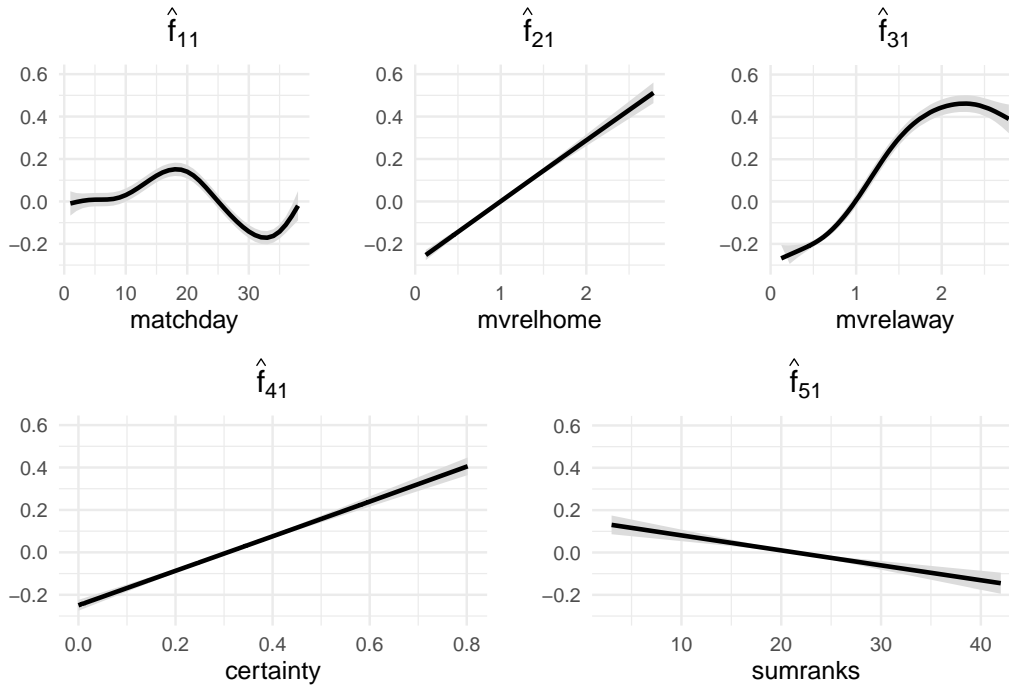 f̂₁₁
0.6
0.4
0.2
0.0
−0.2
0 10 20 30
matchday
f̂₂₁
0.6
0.4
0.2
0.0
−0.2
0 1 2
mvrelhome
f̂₃₁
0.6
0.4
0.2
0.0
−0.2
0 1 2
mvrelaway
f̂₄₁
0.6
0.4
0.2
0.0
−0.2
0.0 0.2 0.4 0.6 0.8
certainty
f̂₅₁
0.6
0.4
0.2
0.0
−0.2
10 20 30 40
sumranks